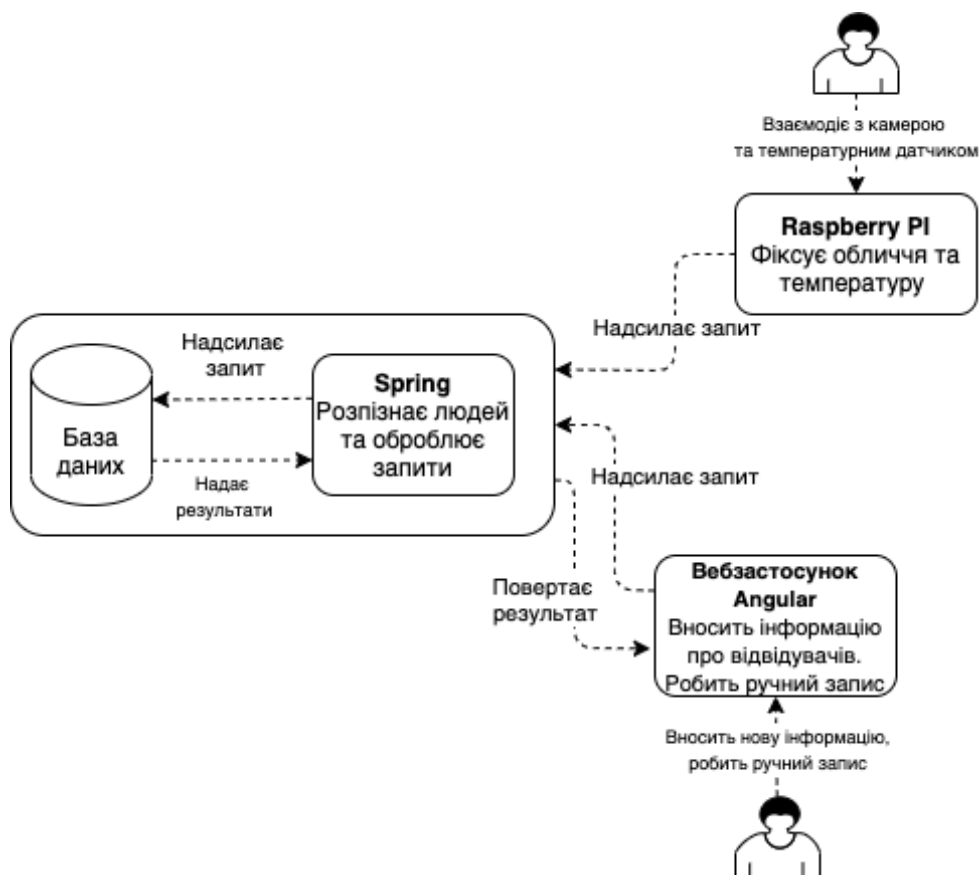 Взаємодіє з камерою
та температурним датчиком
Raspberry PI
Фіксує обличчя та
температуру
Надсилає запит
Надсилає
запит
Spring
Розпізнає людей
та оброблює
запити
База
даних
Надає
результати
Надсилає запит
Повертає
результат
Вебзастосунок
Angular
Вносить інформацію
про відвідувачів.
Робить ручний запис
Вносить нову інформацію,
робить ручний запис